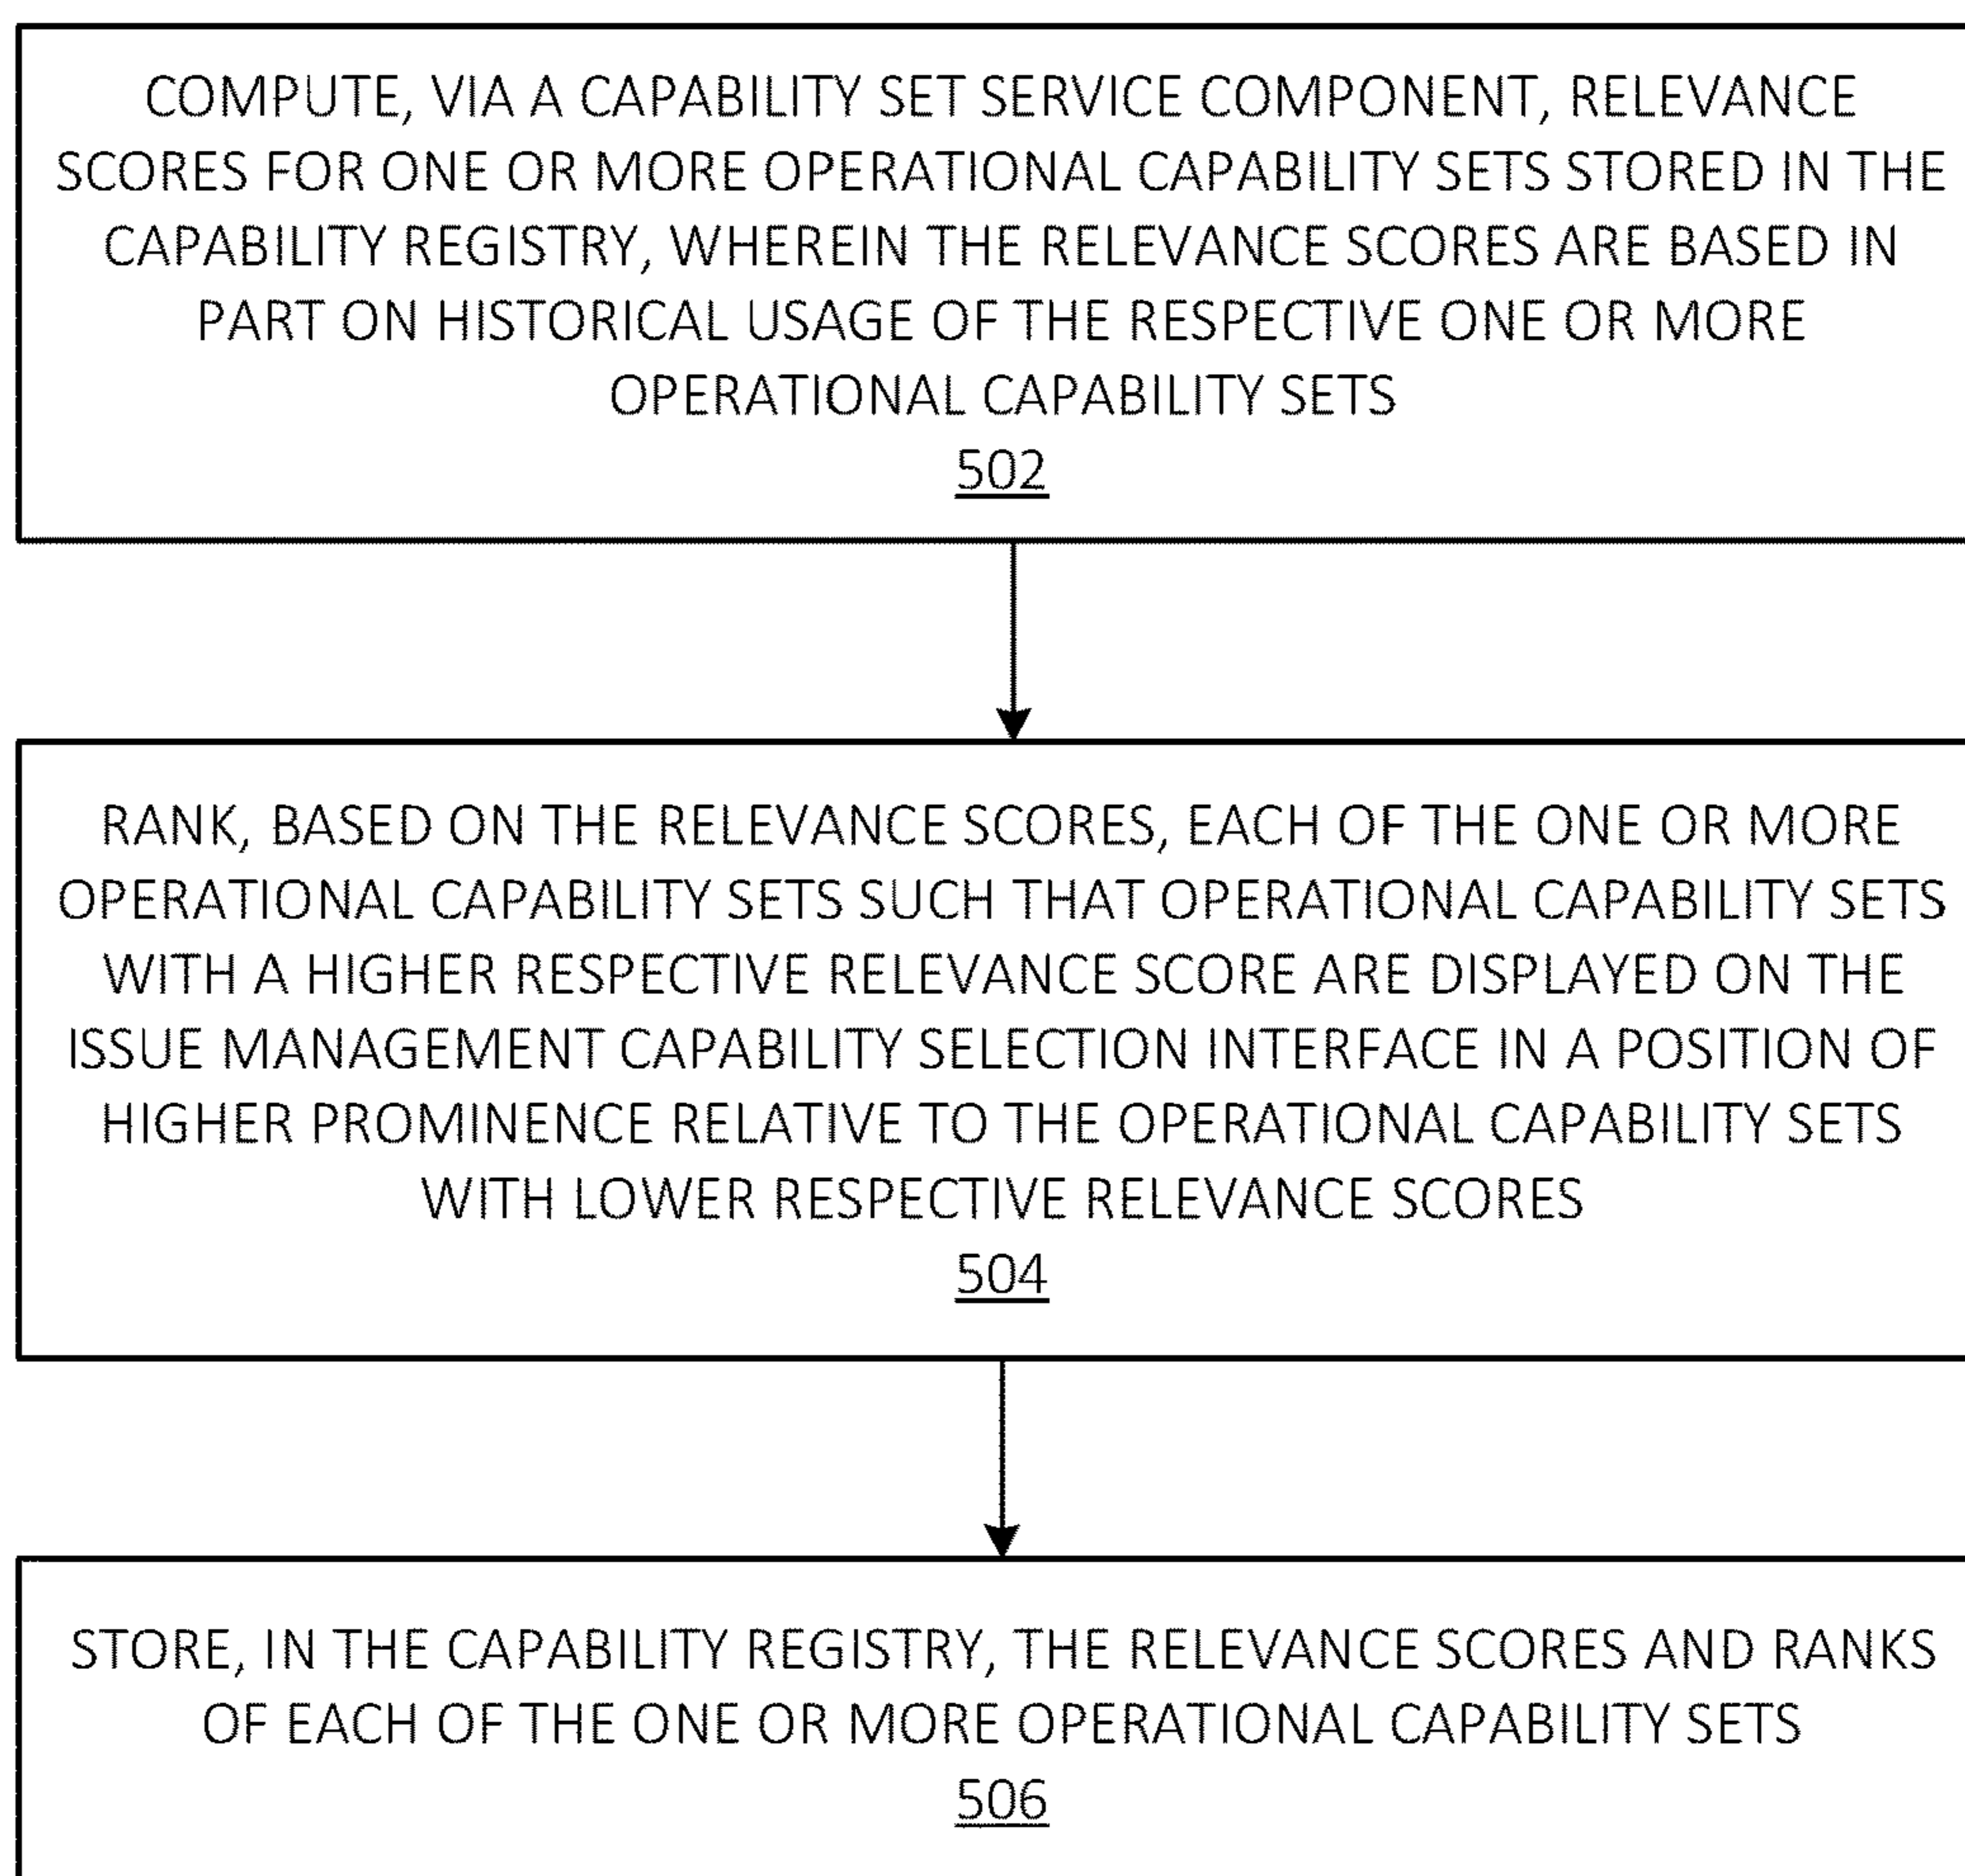 COMPUTE, VIA A CAPABILITY SET SERVICE COMPONENT, RELEVANCE
SCORES FOR ONE OR MORE OPERATIONAL CAPABILITY SETS STORED IN THE
CAPABILITY REGISTRY, WHEREIN THE RELEVANCE SCORES ARE BASED IN
PART ON HISTORICAL USAGE OF THE RESPECTIVE ONE OR MORE
OPERATIONAL CAPABILITY SETS
502
RANK, BASED ON THE RELEVANCE SCORES, EACH OF THE ONE OR MORE
OPERATIONAL CAPABILITY SETS SUCH THAT OPERATIONAL CAPABILITY SETS
WITH A HIGHER RESPECTIVE RELEVANCE SCORE ARE DISPLAYED ON THE
ISSUE MANAGEMENT CAPABILITY SELECTION INTERFACE IN A POSITION OF
HIGHER PROMINENCE RELATIVE TO THE OPERATIONAL CAPABILITY SETS
WITH LOWER RESPECTIVE RELEVANCE SCORES
504
STORE, IN THE CAPABILITY REGISTRY, THE RELEVANCE SCORES AND RANKS
OF EACH OF THE ONE OR MORE OPERATIONAL CAPABILITY SETS
506